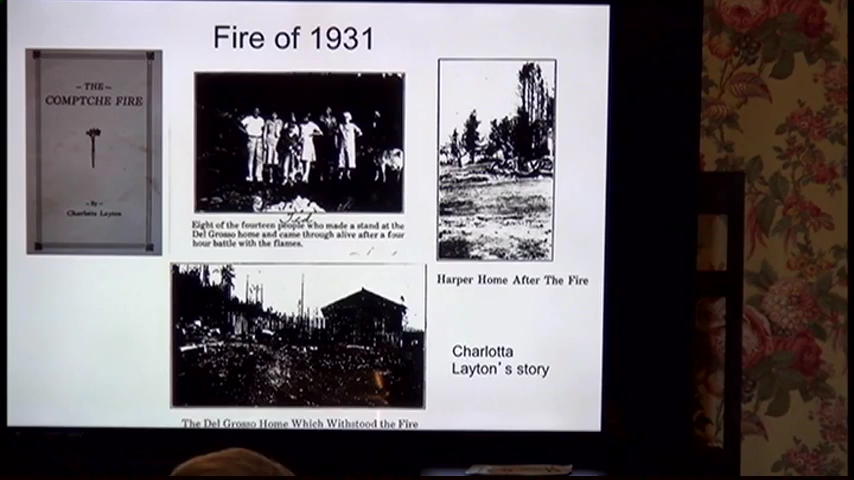 Fire of 1931
- THE -
COMPTCHE FIRE
- By -
Charlotta Layton
Ted
Eight of the fourteen people who made a stand at the
Del Grosso home and came through alive after a four
hour battle with the flames.
Harper Home After The Fire
Charlotta
Layton's story
The Del Grosso Home Which Withstood the Fire